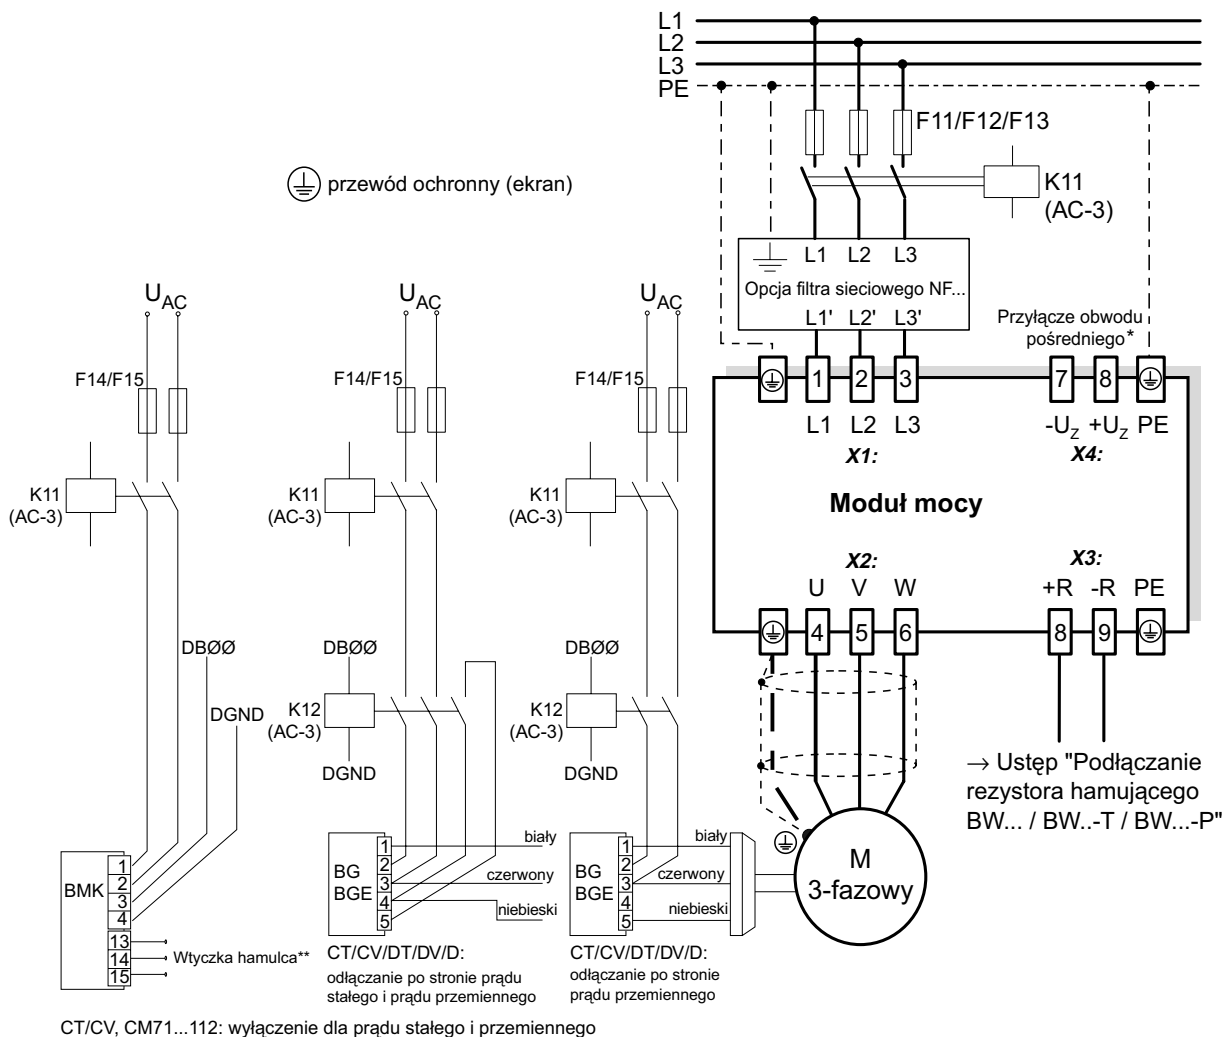 L1
L2
L3
PE
F11/F12/F13
przewód ochronny (ekran)
K11
(AC-3)
L1 L2 L3
Opcja filtra sieciowego NF...
L1' L2' L3'
Przyłącze obwodu
pośredniego*
UAC
UAC
UAC
F14/F15
F14/F15
F14/F15
1 2 3
7 8
L1 L2 L3
-UZ +UZ PE
X1:
X4:
K11
(AC-3)
K11
(AC-3)
K11
(AC-3)
Moduł mocy
X2:
X3:
U V W
+R -R PE
4 5 6
8 9
DBØØ
DBØØ
DBØØ
DGND
K12
(AC-3)
K12
(AC-3)
DGND
DGND
→ Ustęp "Podłączanie
rezystora hamującego
BW... / BW..-T / BW...-P"
BMK
1
2
3
4
13
14
15
Wtyczka hamulca**
BG
BGE
1
2
3
4
5
biały
czerwony
niebieski
BG
BGE
1
2
3
4
5
biały
czerwony
niebieski
M
3-fazowy
CT/CV/DT/DV/D:
odłączanie po stronie prądu
stałego i prądu przemiennego
CT/CV/DT/DV/D:
odłączanie po stronie
prądu przemiennego
CT/CV, CM71...112: wyłączenie dla prądu stałego i przemiennego